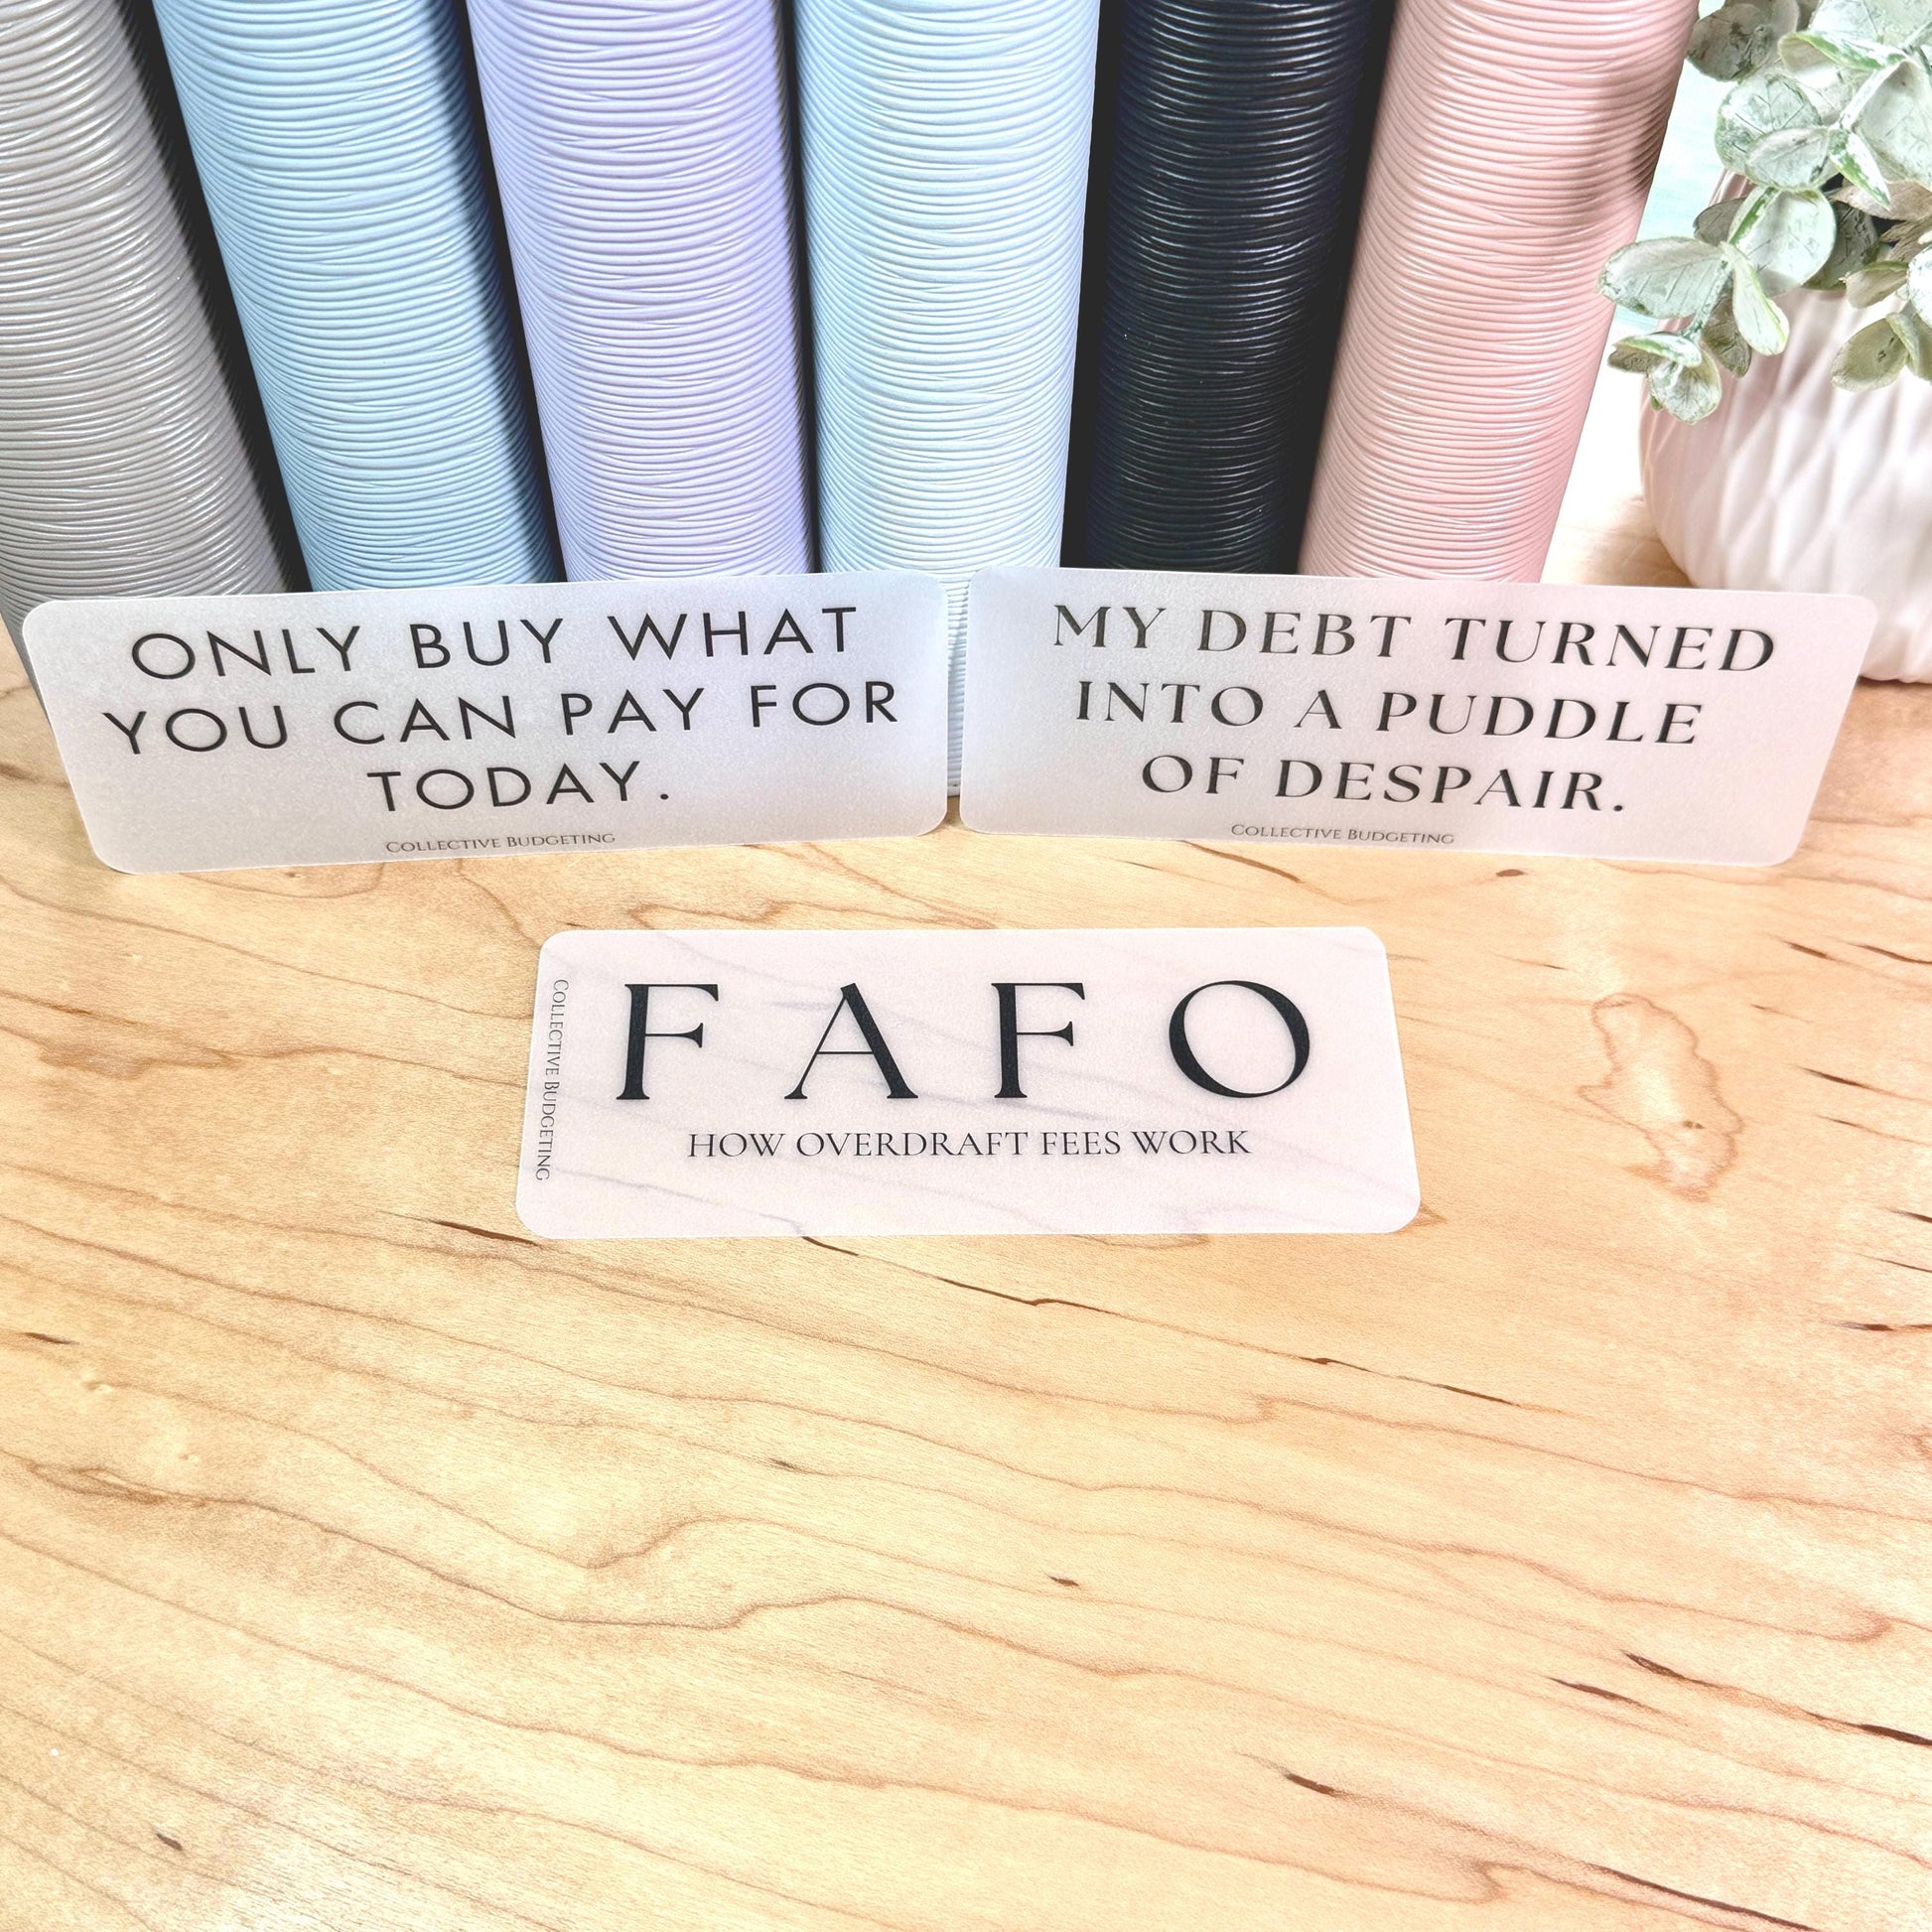 ONLY BUY WHAT
YOU CAN PAY FOR
TODAY.
COLLECTIVE BUDGETING
MY DEBT TURNED
INTO A PUDDLE
OF DESPAIR.
COLLECTIVE BUDGETING
COLLECTIVE BUDGETING
FAFO
HOW OVERDRAFT FEES WORK